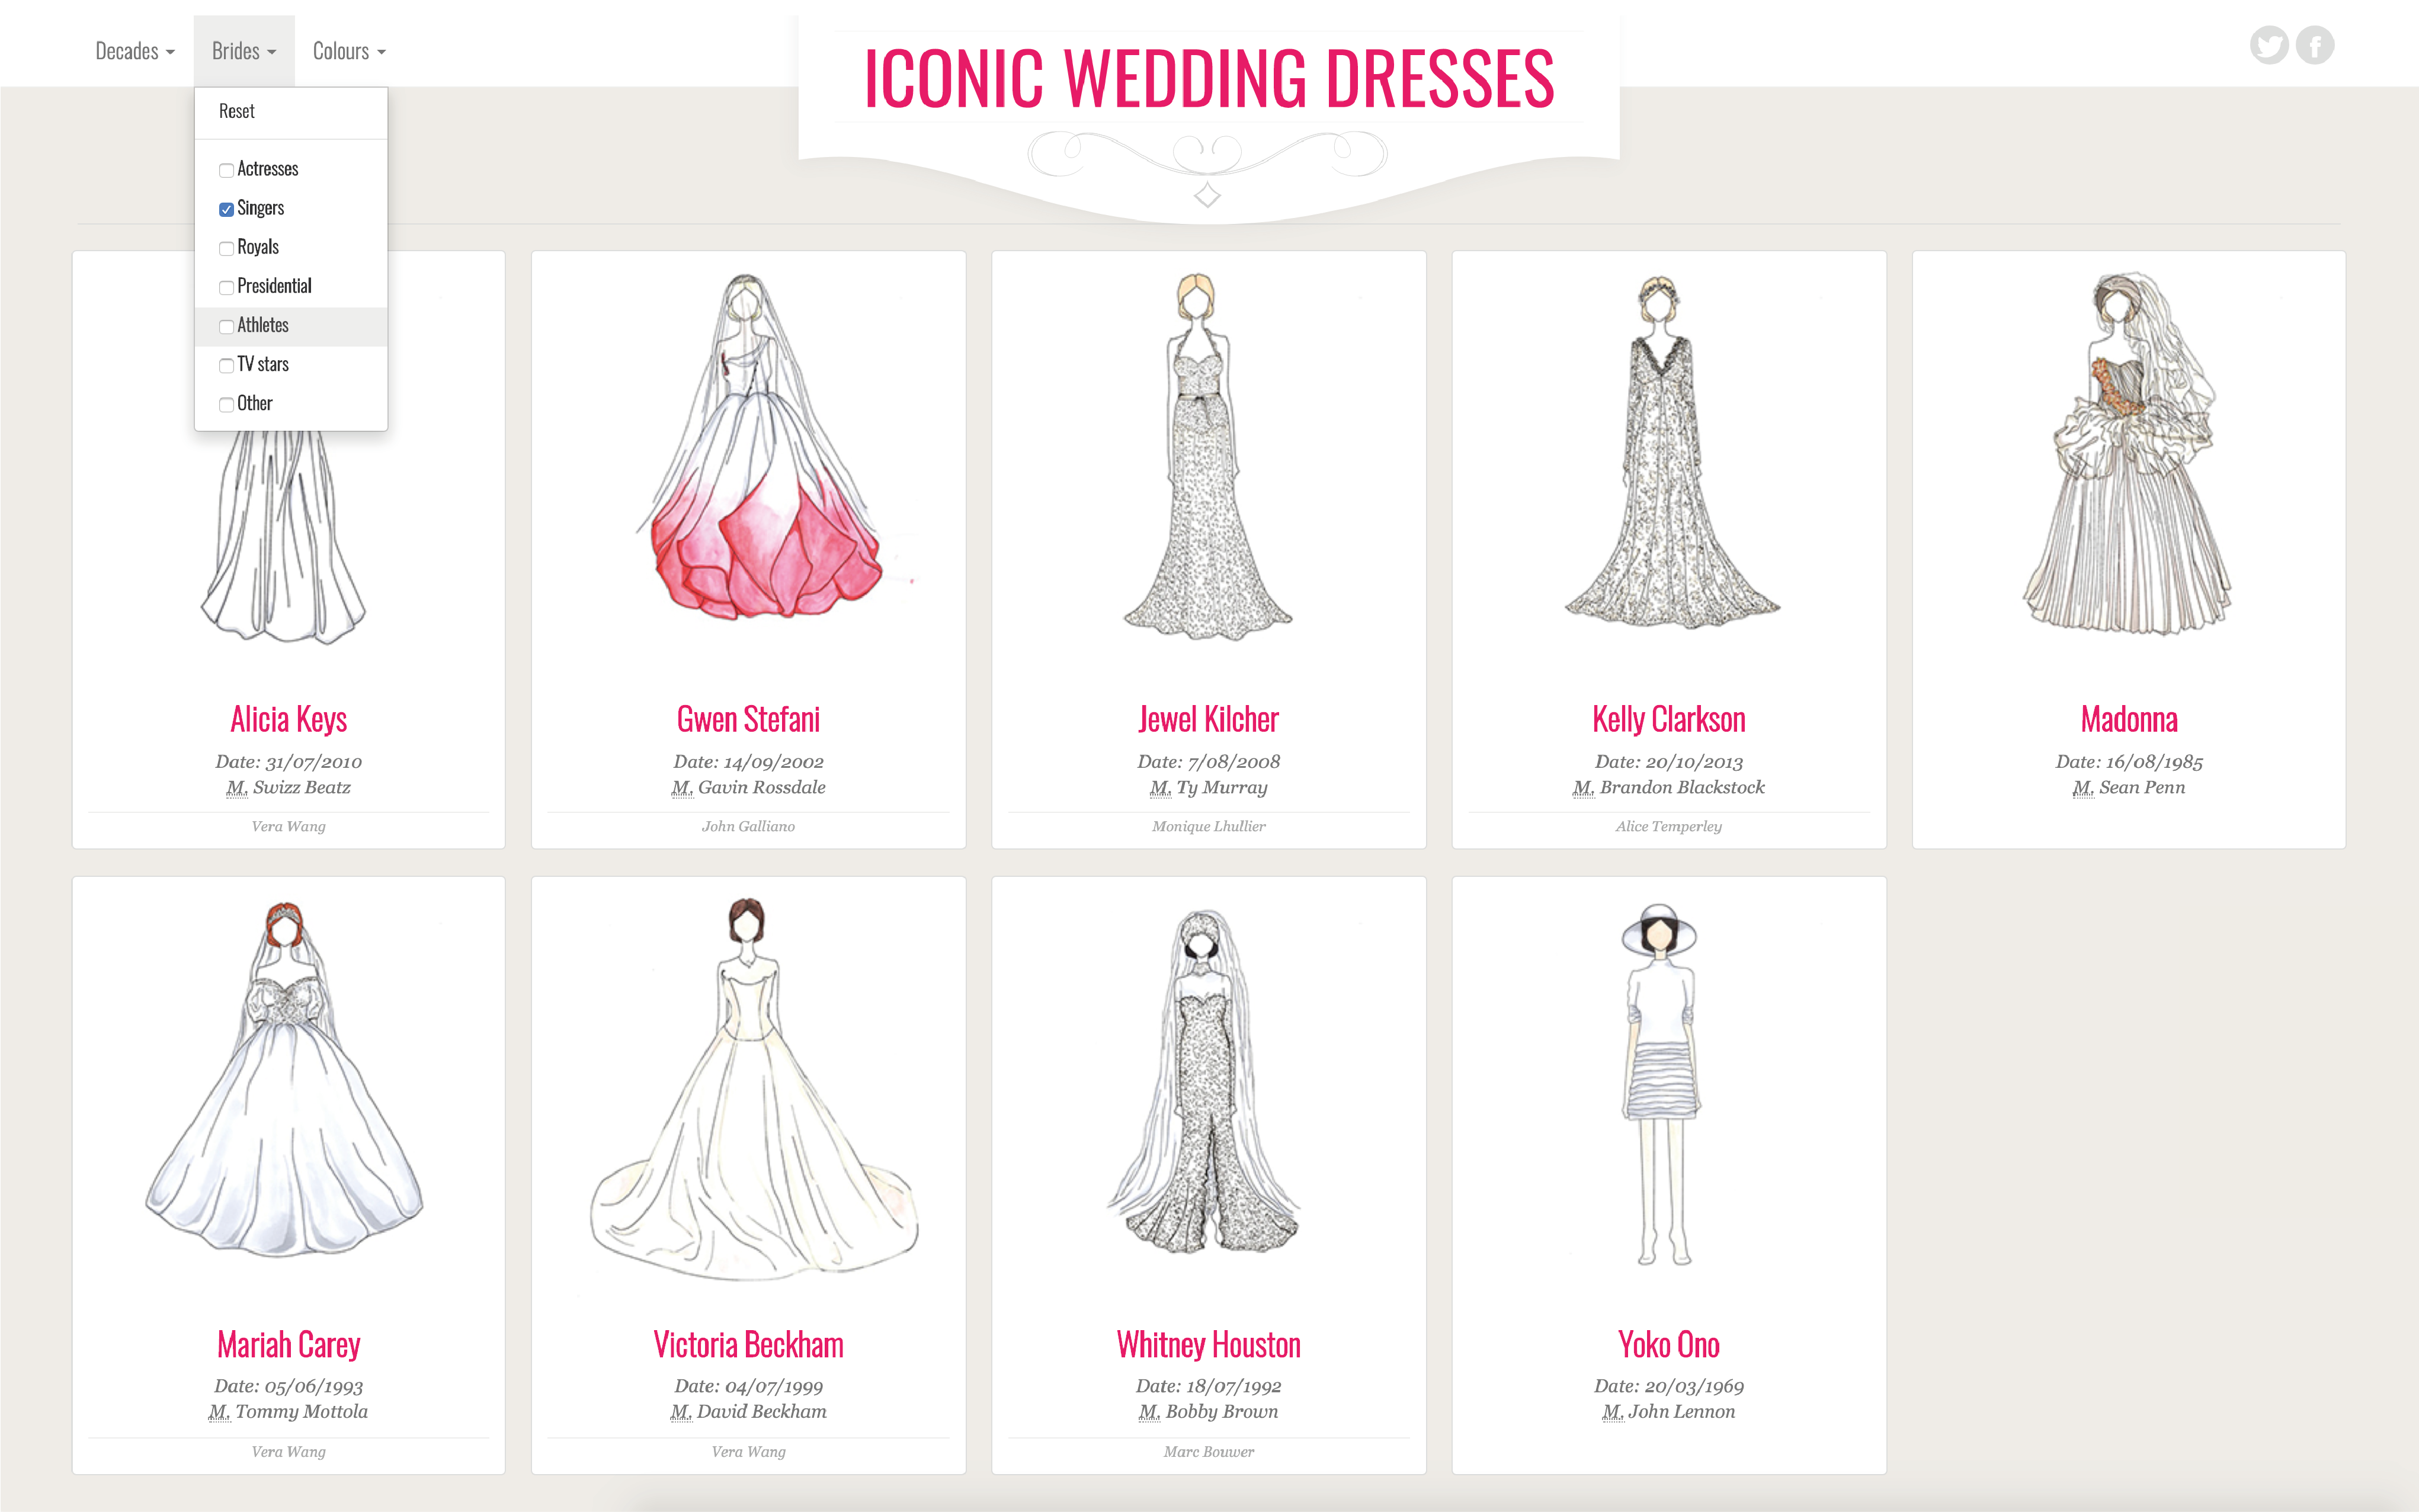 Decades
Brides
Colours
ICONIC WEDDING DRESSES
Reset
Actresses
Singers
Royals
Presidential
Athletes
TV stars
Other
Alicia Keys
Date: 31/07/2010
M. Swizz Beatz
Vera Wang
Gwen Stefani
Date: 14/09/2002
M. Gavin Rossdale
John Galliano
Jewel Kilcher
Date: 7/08/2008
M. Ty Murray
Monique Lhullier
Kelly Clarkson
Date: 20/10/2013
M. Brandon Blackstock
Alice Temperley
Madonna
Date: 16/08/1985
M. Sean Penn
Mariah Carey
Date: 05/06/1993
M. Tommy Mottola
Vera Wang
Victoria Beckham
Date: 04/07/1999
M. David Beckham
Vera Wang
Whitney Houston
Date: 18/07/1992
M. Bobby Brown
Marc Bouwer
Yoko Ono
Date: 20/03/1969
M. John Lennon